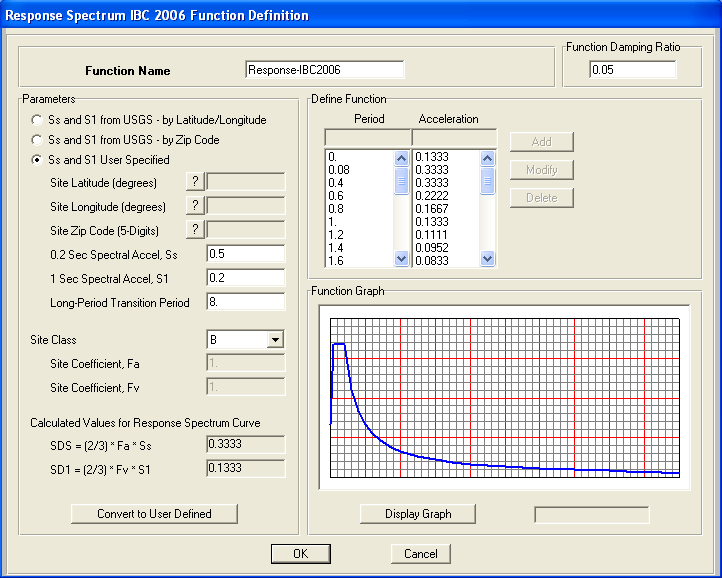 Response Spectrum IBC 2006 Function Definition
Function Name
Response-IBC2006
Function Damping Ratio
0.05
Parameters
Ss and S1 from USGS - by Latitude/Longitude
Ss and S1 from USGS - by Zip Code
Ss and S1 User Specified
Site Latitude (degrees) ?
Site Longitude (degrees) ?
Site Zip Code (5-Digits) ?
0.2 Sec Spectral Accel, Ss 0.5
1 Sec Spectral Accel, S1 0.2
Long-Period Transition Period 8.
Site Class B
Site Coefficient, Fa 1.
Site Coefficient, Fv 1.
Calculated Values for Response Spectrum Curve
SDS = (2/3) * Fa * Ss 0.3333
SD1 = (2/3) * Fv * S1 0.1333
Convert to User Defined
Define Function
Period Acceleration
0. 0.1333
0.08 0.3333
0.4 0.3333
0.6 0.2222
0.8 0.1667
1. 0.1333
1.2 0.1111
1.4 0.0952
1.6 0.0833
Add
Modify
Delete
Function Graph
Display Graph
OK
Cancel